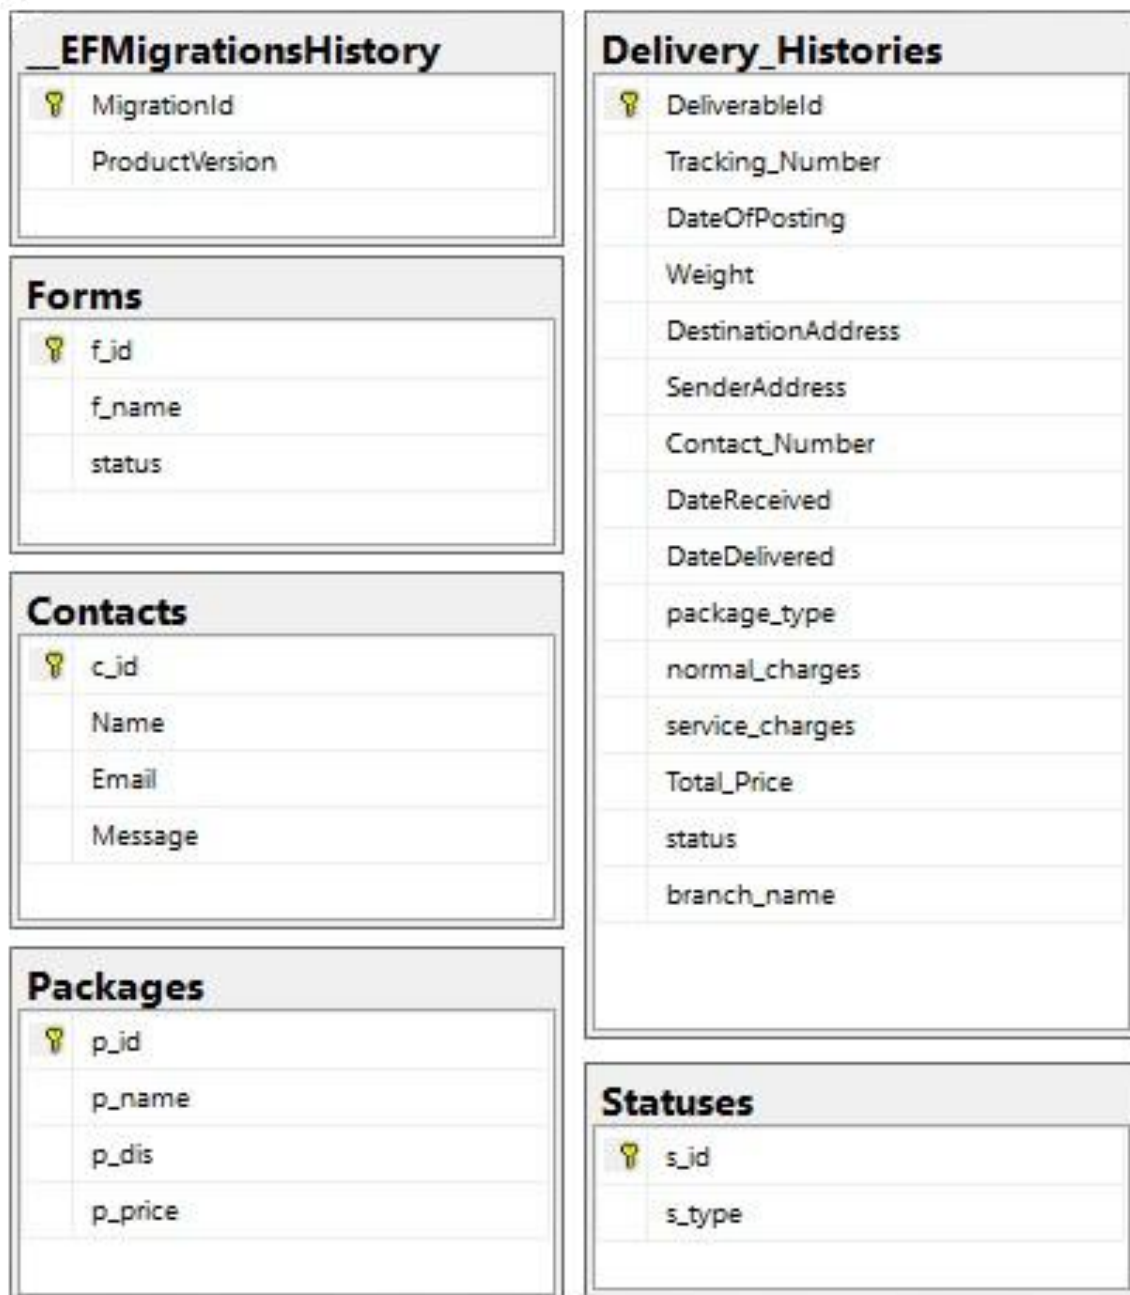 __EFMigrationsHistory
MigrationId
ProductVersion
Forms
f_id
f_name
status
Contacts
c_id
Name
Email
Message
Packages
p_id
p_name
p_dis
p_price
Delivery_Histories
DeliverableId
Tracking_Number
DateOfPosting
Weight
DestinationAddress
SenderAddress
Contact_Number
DateReceived
DateDelivered
package_type
normal_charges
service_charges
Total_Price
status
branch_name
Statuses
s_id
s_type